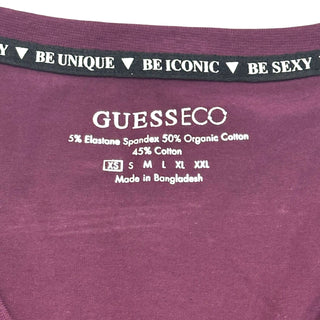 XY ▼ BE UNIQUE ▼ BE ICONIC ▼ BE SEXY ▼
GUESSECO
5% Elastane Spandex 50% Organic Cotton
45% Cotton
XS S M L XL XXL
Made in Bangladesh